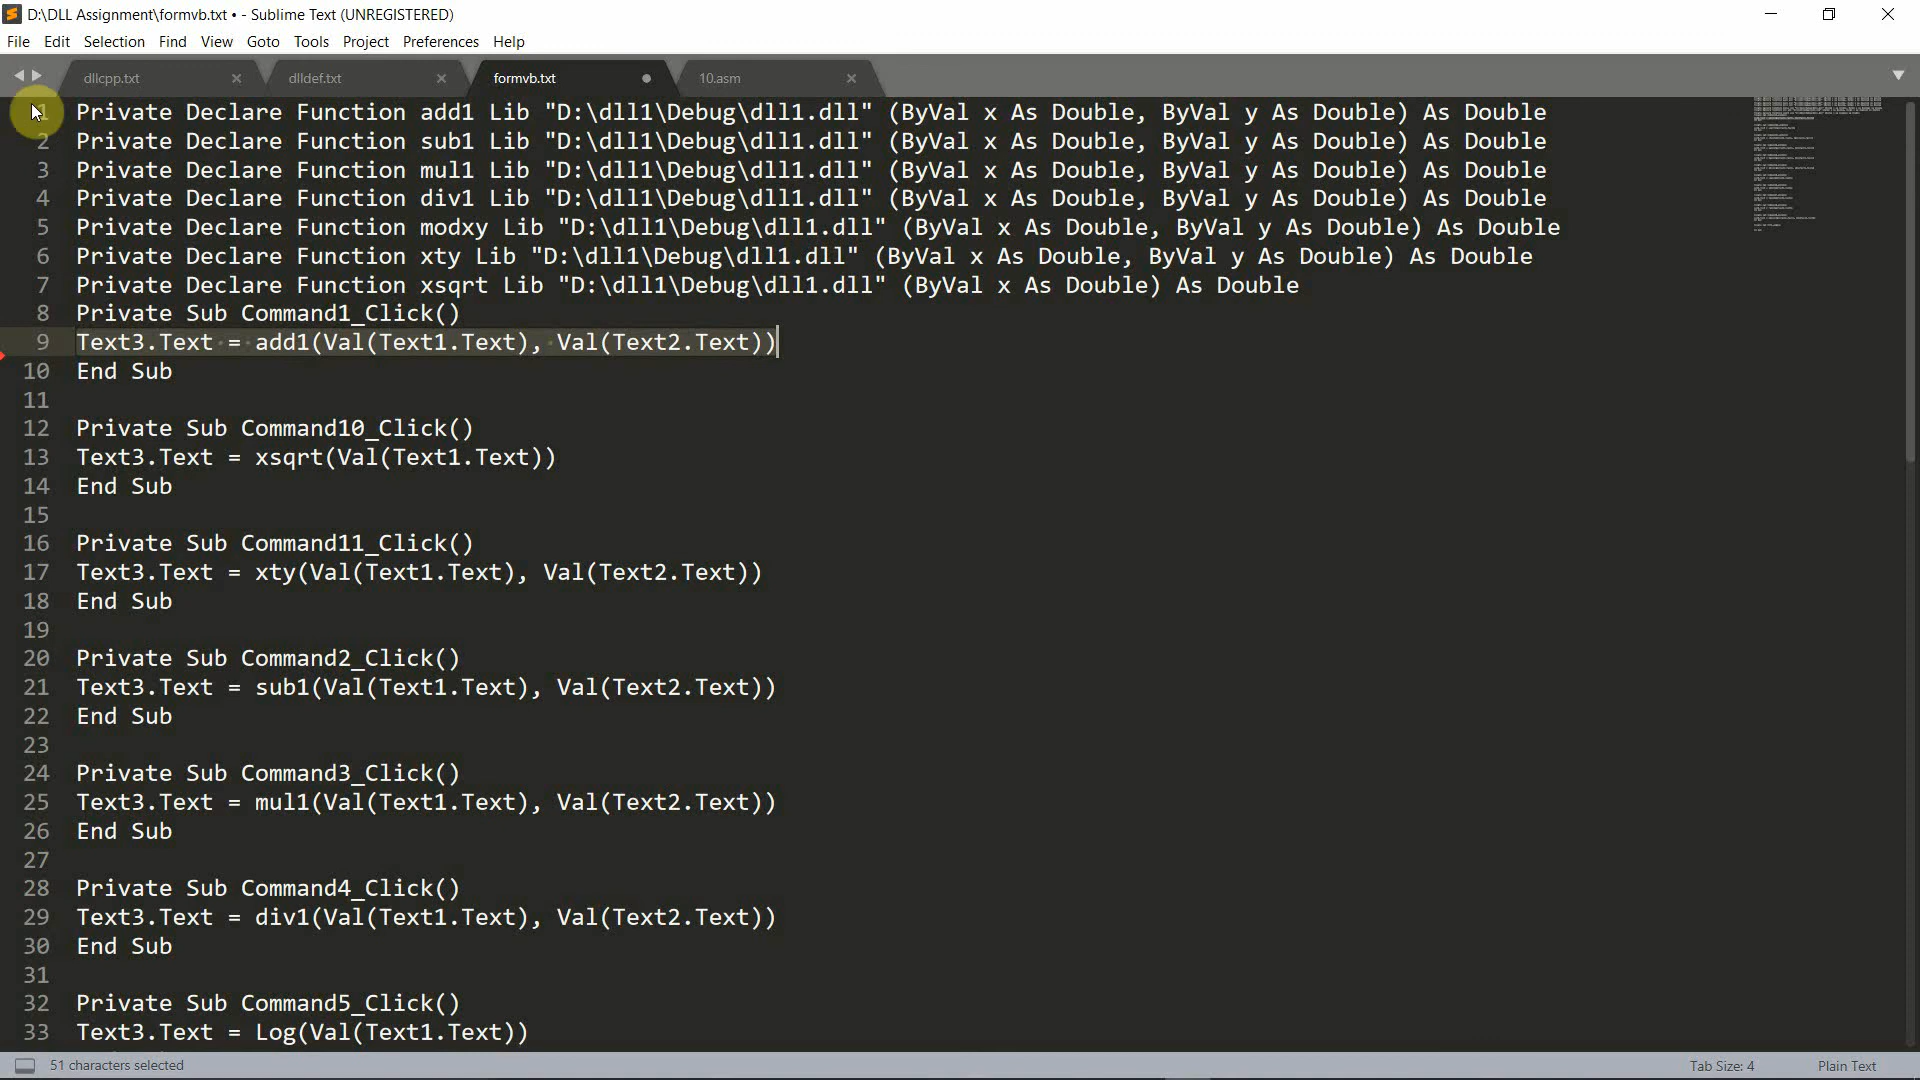 D:\DLL Assignment\formvb.txt • - Sublime Text (UNREGISTERED)
File Edit Selection Find View Goto Tools Project Preferences Help
dllcpp.txt dlldef.txt formvb.txt 10.asm
1 Private Declare Function add1 Lib "D:\dll1\Debug\dll1.dll" (ByVal x As Double, ByVal y As Double) As Double
2 Private Declare Function sub1 Lib "D:\dll1\Debug\dll1.dll" (ByVal x As Double, ByVal y As Double) As Double
3 Private Declare Function mul1 Lib "D:\dll1\Debug\dll1.dll" (ByVal x As Double, ByVal y As Double) As Double
4 Private Declare Function div1 Lib "D:\dll1\Debug\dll1.dll" (ByVal x As Double, ByVal y As Double) As Double
5 Private Declare Function modxy Lib "D:\dll1\Debug\dll1.dll" (ByVal x As Double, ByVal y As Double) As Double
6 Private Declare Function xty Lib "D:\dll1\Debug\dll1.dll" (ByVal x As Double, ByVal y As Double) As Double
7 Private Declare Function xsqrt Lib "D:\dll1\Debug\dll1.dll" (ByVal x As Double) As Double
8 Private Sub Command1_Click()
9 Text3.Text = add1(Val(Text1.Text), Val(Text2.Text))
10 End Sub
11
12 Private Sub Command10_Click()
13 Text3.Text = xsqrt(Val(Text1.Text))
14 End Sub
15
16 Private Sub Command11_Click()
17 Text3.Text = xty(Val(Text1.Text), Val(Text2.Text))
18 End Sub
19
20 Private Sub Command2_Click()
21 Text3.Text = sub1(Val(Text1.Text), Val(Text2.Text))
22 End Sub
23
24 Private Sub Command3_Click()
25 Text3.Text = mul1(Val(Text1.Text), Val(Text2.Text))
26 End Sub
27
28 Private Sub Command4_Click()
29 Text3.Text = div1(Val(Text1.Text), Val(Text2.Text))
30 End Sub
31
32 Private Sub Command5_Click()
33 Text3.Text = Log(Val(Text1.Text))
51 characters selected Tab Size: 4 Plain Text